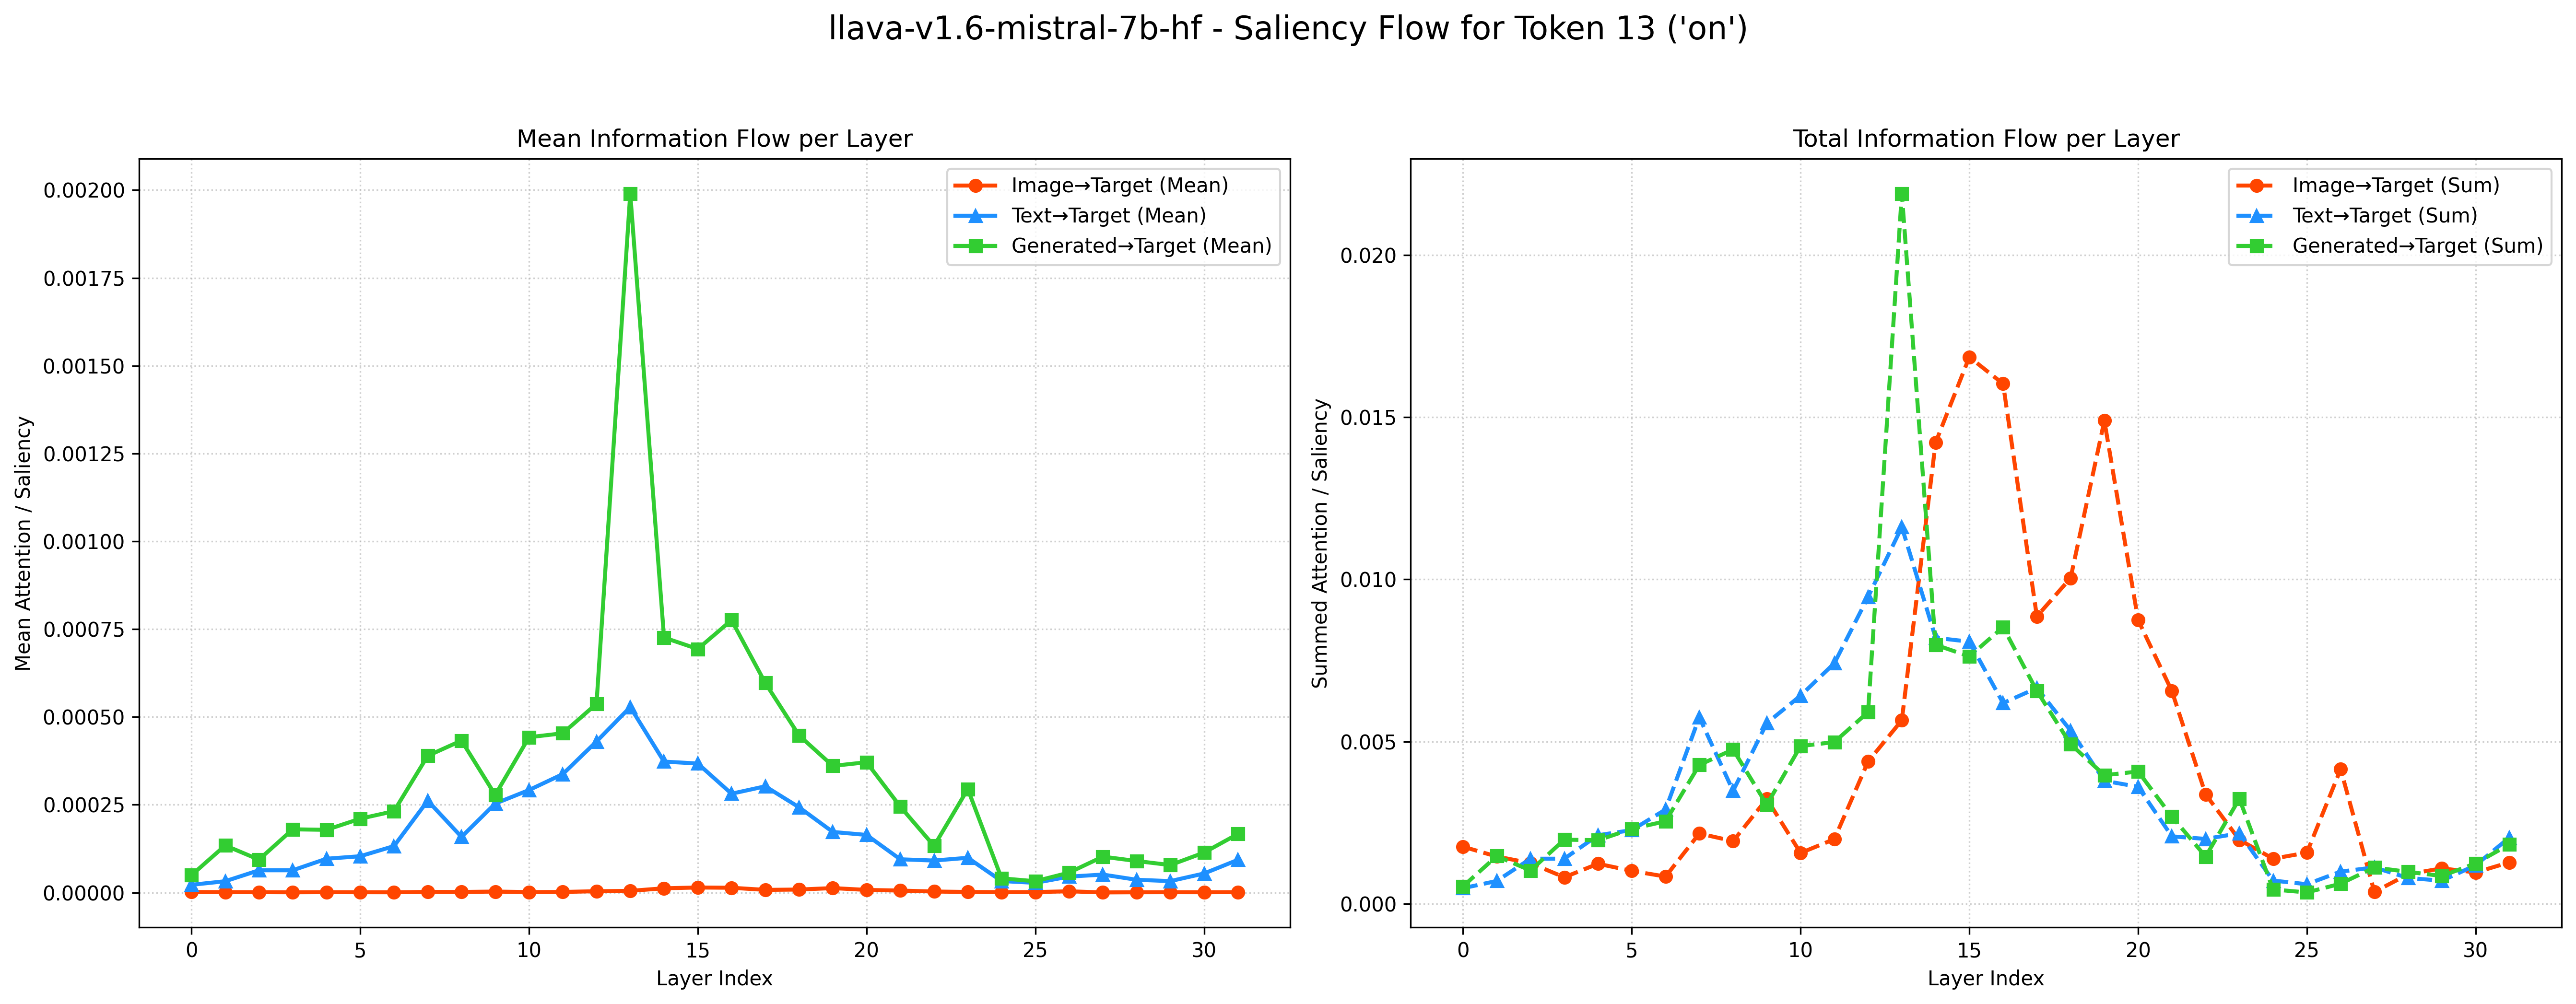 llava-v1.6-mistral-7b-hf - Saliency Flow for Token 13 ('on')
Mean Information Flow per Layer
Mean Attention / Saliency
0.00200
0.00175
0.00150
0.00125
0.00100
0.00075
0.00050
0.00025
0.00000
Image→Target (Mean)
Text→Target (Mean)
Generated→Target (Mean)
0 5 10 15 20 25 30
Layer Index
Total Information Flow per Layer
Summed Attention / Saliency
0.020
0.015
0.010
0.005
0.000
Image→Target (Sum)
Text→Target (Sum)
Generated→Target (Sum)
0 5 10 15 20 25 30
Layer Index